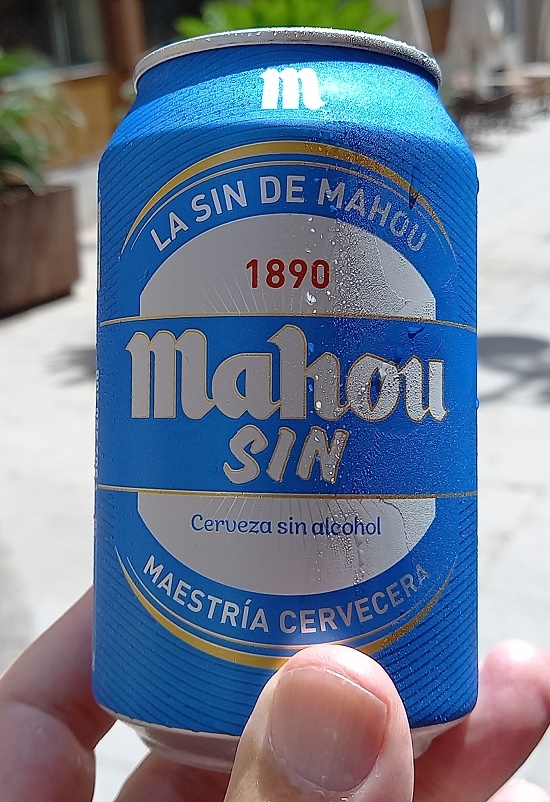 m
LA SIN DE MAHOU
1890
Mahou
SIN
Cerveza sin alcohol
MAESTRÍA CERVECERA